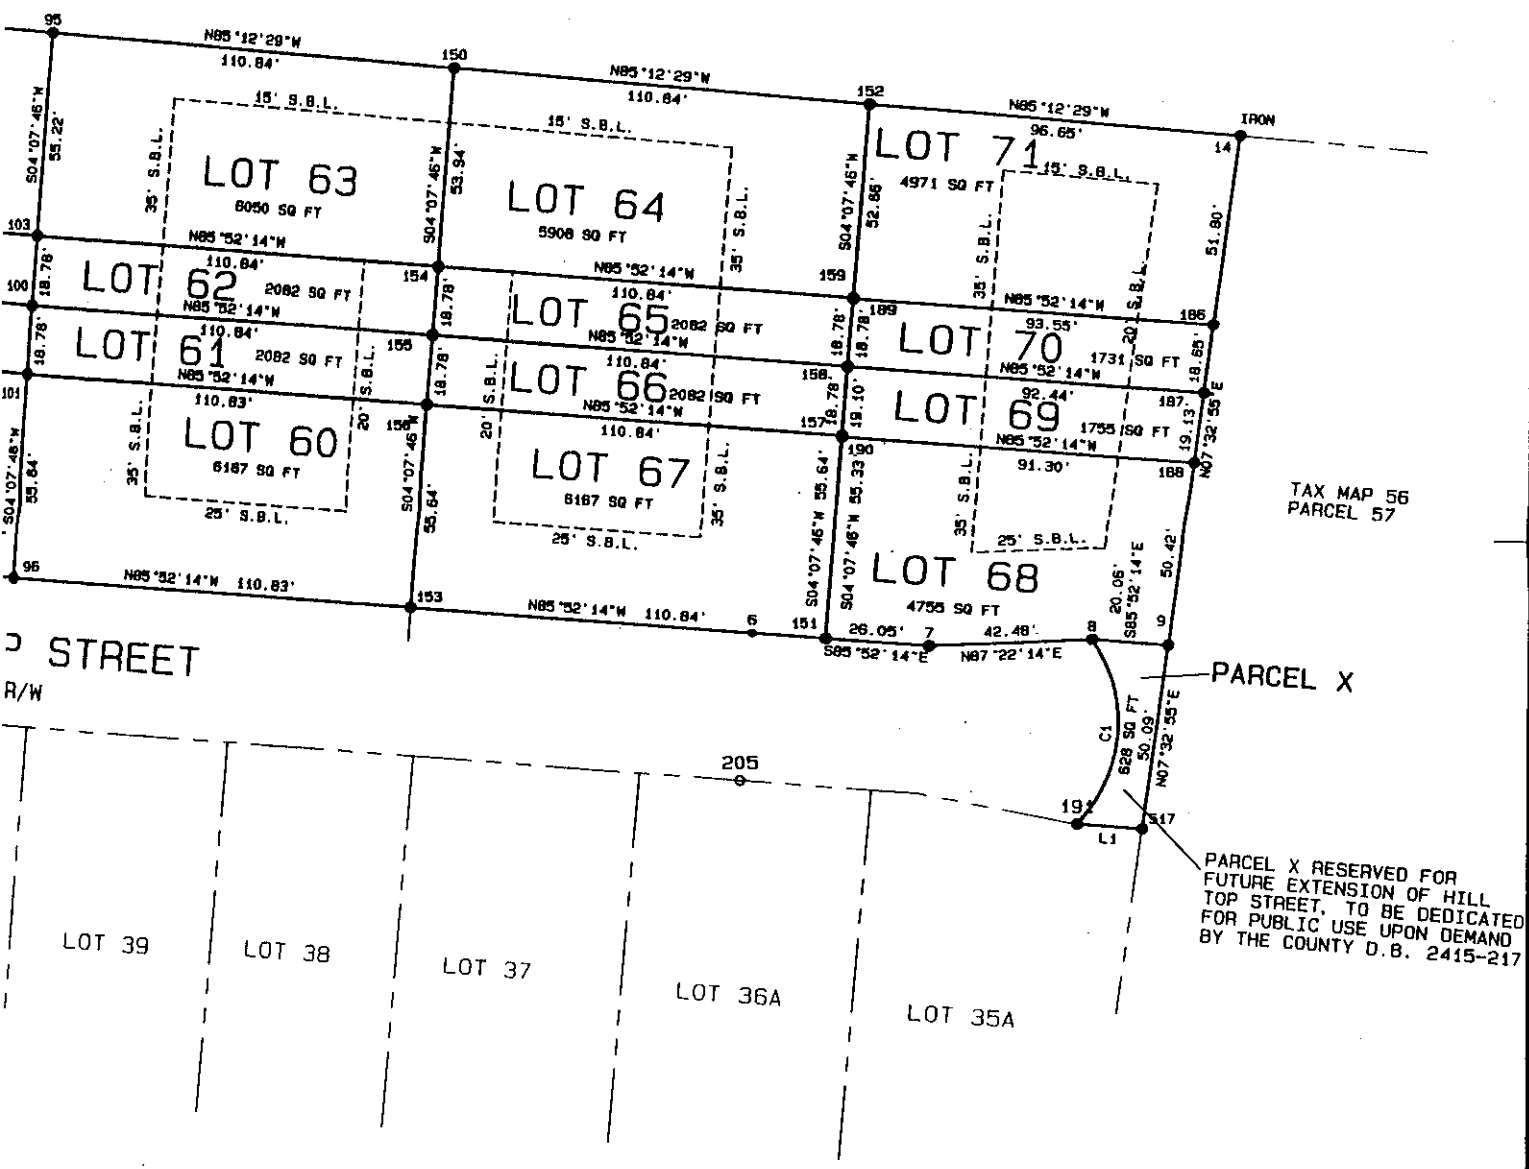 95
N85°12'29"W
110.84'
150
N85°12'29"W
110.84'
152
N85°12'29"W
96.65'
IRON
14
S04°07'46"W
55.22'
15' S.B.L.
35' S.B.L.
LOT 63
6050 SQ FT
S04°07'46"W
53.94'
15' S.B.L.
LOT 64
5908 SQ FT
35' S.B.L.
S04°07'46"W
52.66'
LOT 71
4971 SQ FT
15' S.B.L.
35' S.B.L.
20' S.B.L.
51.80'
103
N85°52'14"W
110.84'
154
N85°52'14"W
110.84'
159
189
N85°52'14"W
93.55'
186
100
18.78'
LOT 62
2082 SQ FT
N85°52'14"W
110.84'
18.78'
155
LOT 65
2082 SQ FT
N85°52'14"W
110.84'
18.78'
18.78'
158
LOT 70
1731 SQ FT
N85°52'14"W
92.44'
18.65'
187
101
18.78'
LOT 61
2082 SQ FT
20' S.B.L.
N85°52'14"W
110.83'
18.78'
156
LOT 66
2082 SQ FT
20' S.B.L.
N85°52'14"W
110.84'
18.78
19.10'
157
190
LOT 69
1755 SQ FT
N85°52'14"W
91.30'
19.13'
N07°32'55"E
188
S04°07'46"W
55.64'
35' S.B.L.
LOT 60
6167 SQ FT
25' S.B.L.
S04°07'46"W
55.64'
LOT 67
6167 SQ FT
35' S.B.L.
25' S.B.L.
S04°07'46"W 55.64'
S04°07'46"W 55.33'
35' S.B.L.
25' S.B.L.
LOT 68
4755 SQ FT
20.06'
S85°52'14"E
50.42'
TAX MAP 56
PARCEL 57
96
N85°52'14"W 110.83'
153
N85°52'14"W 110.84'
6
151
26.05'
S85°52'14"E
7
42.48'
N87°22'14"E
8
9
STREET
R/W
PARCEL X
C1
628 SQ FT
50.09'
N07°32'55"E
205
191
L1
517
PARCEL X RESERVED FOR
FUTURE EXTENSION OF HILL
TOP STREET, TO BE DEDICATED
FOR PUBLIC USE UPON DEMAND
BY THE COUNTY D.B. 2415-217
LOT 39
LOT 38
LOT 37
LOT 36A
LOT 35A